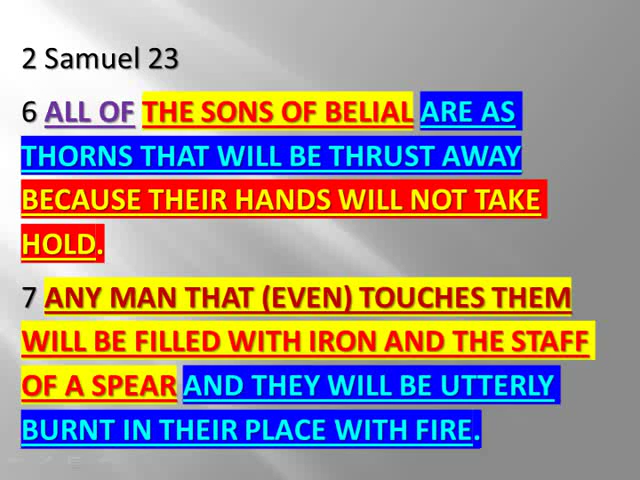 2 Samuel 23
6 ALL OF THE SONS OF BELIAL ARE AS
THORNS THAT WILL BE THRUST AWAY
BECAUSE THEIR HANDS WILL NOT TAKE
HOLD.
7 ANY MAN THAT (EVEN) TOUCHES THEM
WILL BE FILLED WITH IRON AND THE STAFF
OF A SPEAR AND THEY WILL BE UTTERLY
BURNT IN THEIR PLACE WITH FIRE.